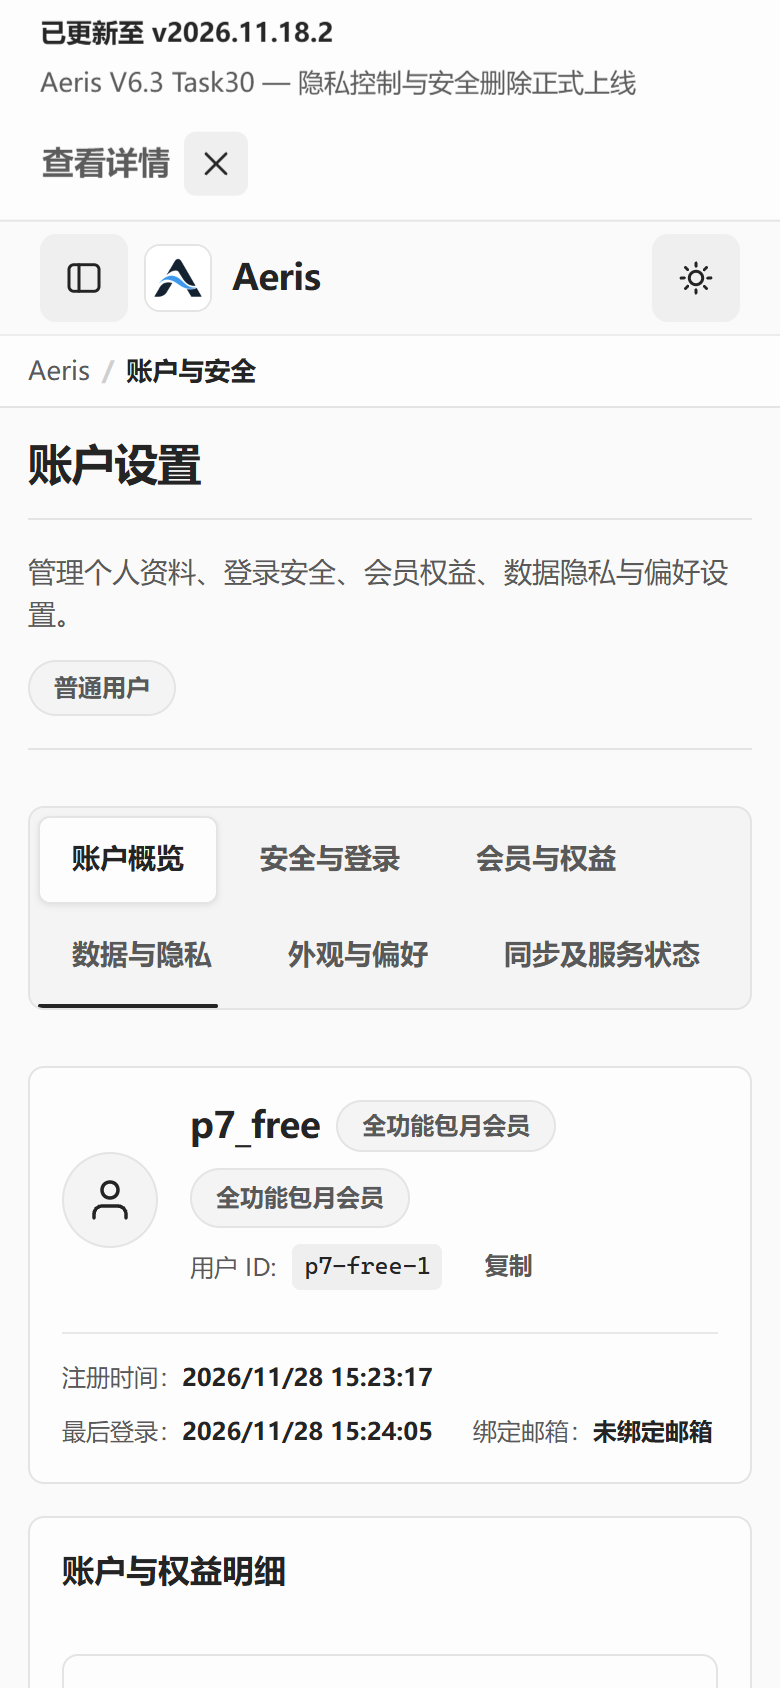 已更新至 v2026.11.18.2
Aeris V6.3 Task30 — 隐私控制与安全删除正式上线
查看详情
Aeris
Aeris / 账户与安全
账户设置
管理个人资料、登录安全、会员权益、数据隐私与偏好设
置。
普通用户
账户概览 安全与登录 会员与权益
数据与隐私 外观与偏好 同步及服务状态
p7_free 全功能包月会员
全功能包月会员
用户 ID: p7-free-1 复制
注册时间: 2026/11/28 15:23:17
最后登录: 2026/11/28 15:24:05 绑定邮箱: 未绑定邮箱
账户与权益明细